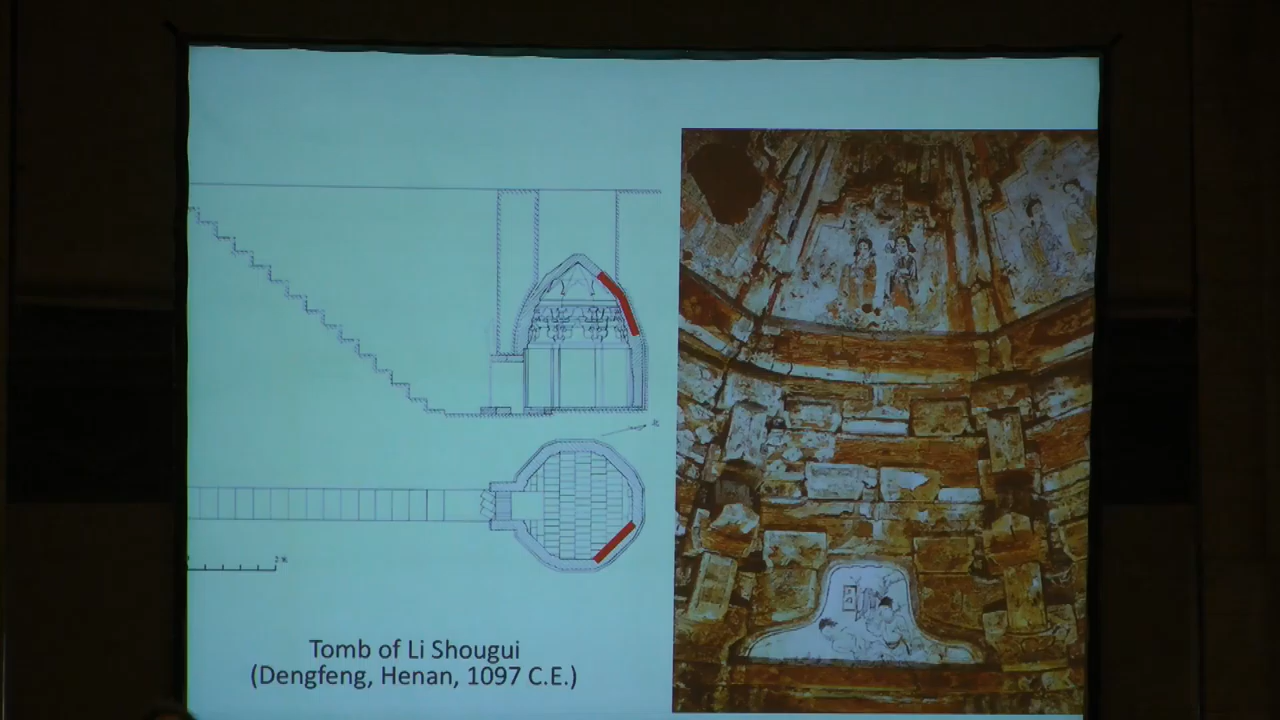 Tomb of Li Shougui
(Dengfeng, Henan, 1097 C.E.)